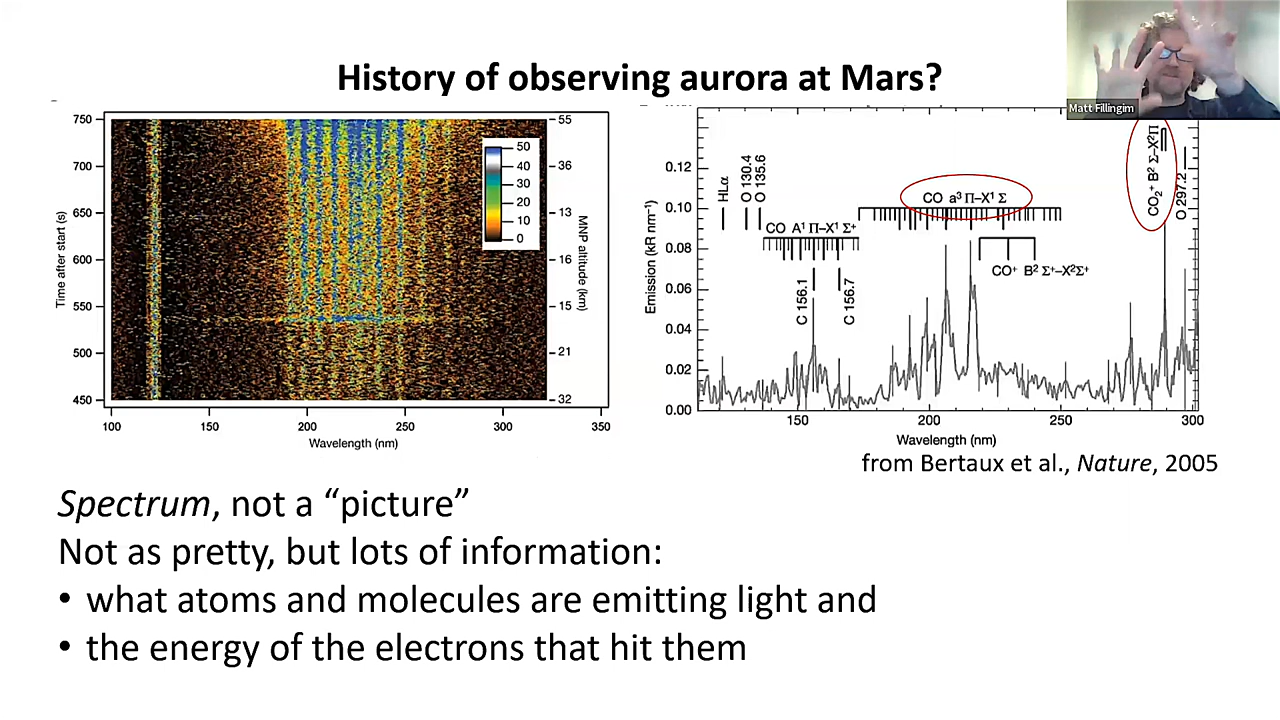 History of observing aurora at Mars?
Matt Fillingim
750
700
650
600
550
500
450
Time after start (s)
100
150
200
250
300
350
Wavelength (nm)
50
40
30
20
10
0
55
36
13
16
15
21
32
MNP altitude (km)
0.12
0.10
0.08
0.06
0.04
0.02
0.00
Emission (kR nm⁻¹)
HLα
O 130.4
O 135.6
CO A¹ Π–X¹ Σ⁺
C 156.1
C 156.7
CO a³ Π–X¹ Σ
CO⁺ B² Σ⁺–X²Σ⁺
CO₂⁺ B² Σ–X²Π
O 297.2
150
200
250
300
Wavelength (nm)
from Bertaux et al., Nature, 2005
Spectrum, not a “picture”
Not as pretty, but lots of information:
• what atoms and molecules are emitting light and
• the energy of the electrons that hit them